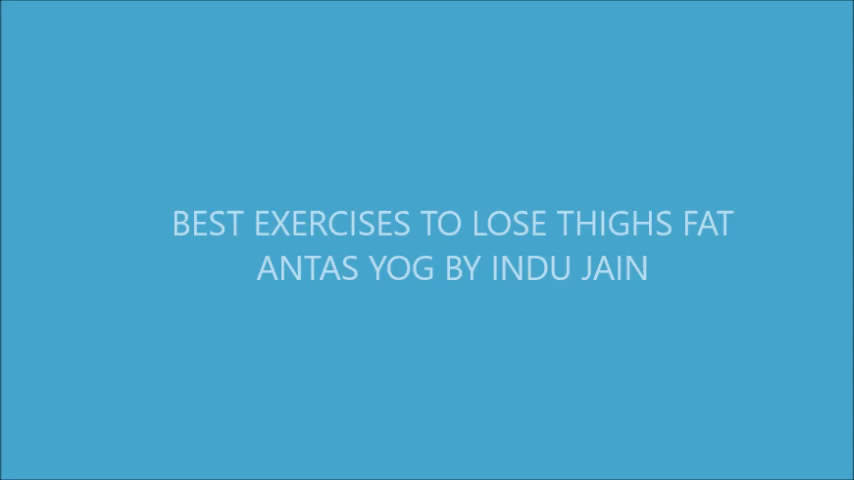 BEST EXERCISES TO LOSE THIGHS FAT
ANTAS YOG BY INDU JAIN